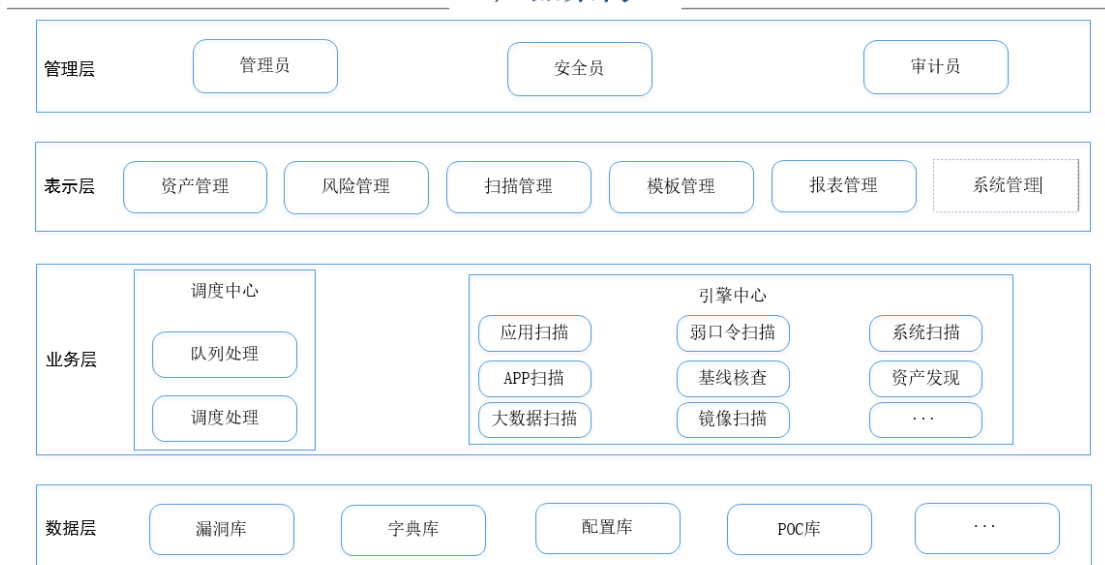 管理层
管理员
安全员
审计员
表示层
资产管理
风险管理
扫描管理
模板管理
报表管理
系统管理
业务层
调度中心
队列处理
调度处理
引擎中心
应用扫描
弱口令扫描
系统扫描
APP扫描
基线核查
资产发现
大数据扫描
镜像扫描
...
数据层
漏洞库
字典库
配置库
POC库
...